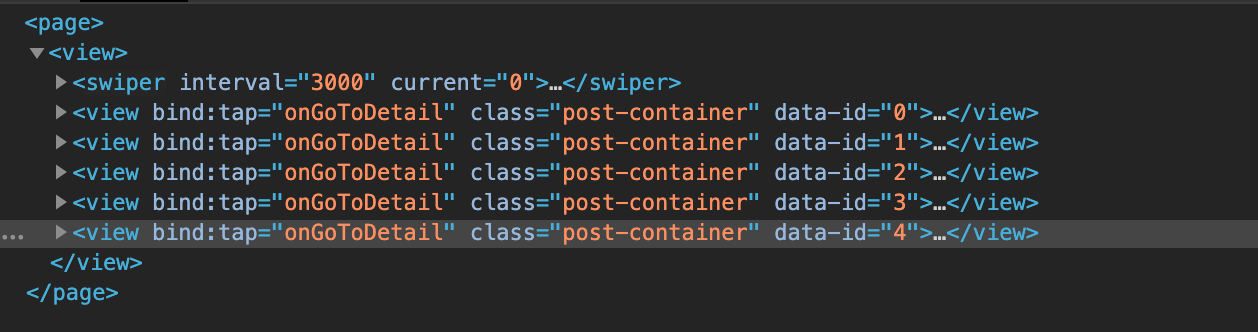 <page>
<view>
<swiper interval="3000" current="0">…</swiper>
<view bind:tap="onGoToDetail" class="post-container" data-id="0">…</view>
<view bind:tap="onGoToDetail" class="post-container" data-id="1">…</view>
<view bind:tap="onGoToDetail" class="post-container" data-id="2">…</view>
<view bind:tap="onGoToDetail" class="post-container" data-id="3">…</view>
<view bind:tap="onGoToDetail" class="post-container" data-id="4">…</view>
</view>
</page>